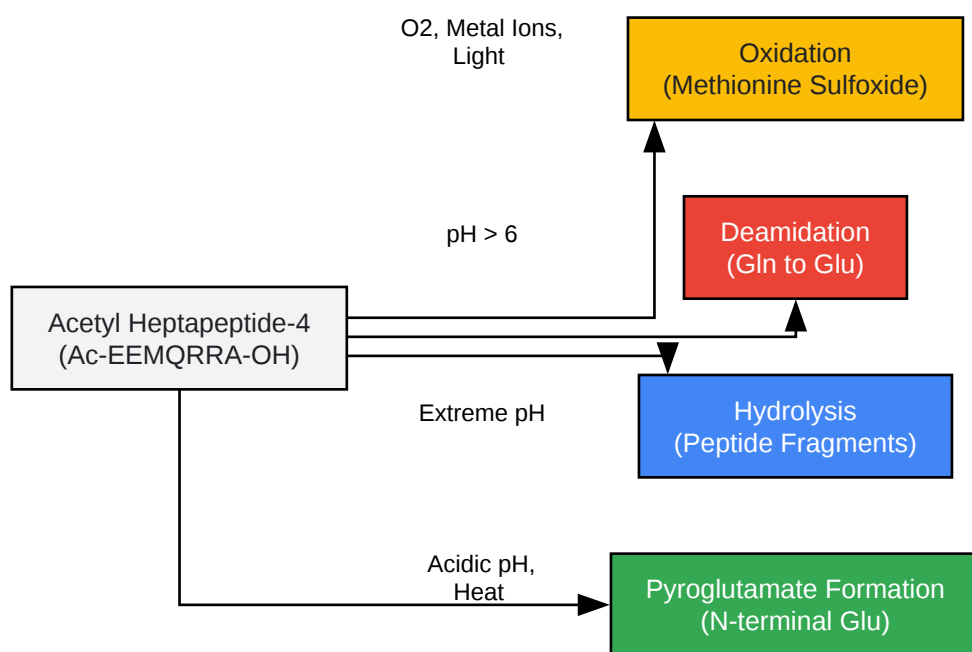 O2, Metal Ions,
Light
Oxidation
(Methionine Sulfoxide)
pH > 6
Deamidation
(Gln to Glu)
Acetyl Heptapeptide-4
(Ac-EEMQRRA-OH)
Extreme pH
Hydrolysis
(Peptide Fragments)
Acidic pH,
Heat
Pyroglutamate Formation
(N-terminal Glu)